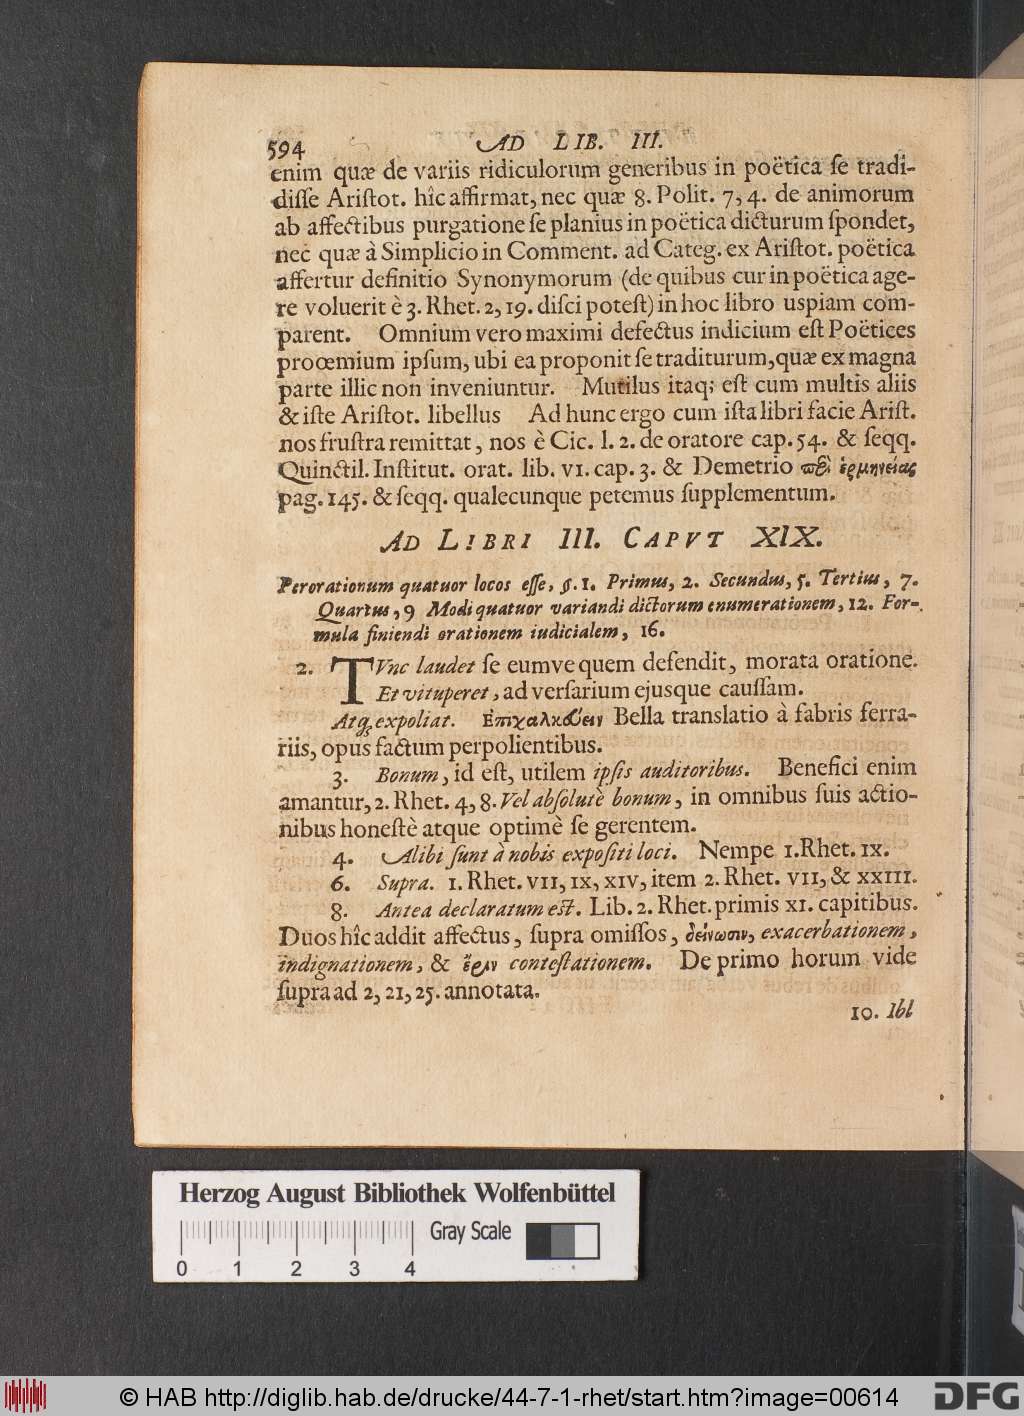 594 AD LIB. III.
enim quæ de variis ridiculorum generibus in poëtica ſe tradi-
diſſe Ariſtot. hîc affirmat, nec quæ 8. Polit. 7, 4. de animorum
ab affectibus purgatione ſe planius in poëtica dicturum ſpondet,
nec quæ à Simplicio in Comment. ad Categ. ex Ariſtot. poëtica
affertur definitio Synonymorum (de quibus cur in poëtica age-
re voluerit è 3. Rhet. 2, 19. diſci poteſt) in hoc libro uspiam com-
parent. Omnium vero maximi defectus indicium eſt Poëtices
proœmium ipſum, ubi ea proponit ſe traditurum, quæ ex magna
parte illic non inveniuntur. Mutilus itaq; eſt cum multis aliis
& iſte Ariſtot. libellus Ad hunc ergo cum iſta libri facie Ariſt.
nos fruſtra remittat, nos è Cic. l. 2. de oratore cap. 54. & ſeqq.
Quinctil. Inſtitut. orat. lib. VI. cap. 3. & Demetrio περὶ ἑρμηνείας
pag. 145. & ſeqq. qualecunque petemus ſupplementum.
AD LIBRI III. CAPVT XIX.
Perorationum quatuor locos eſſe, §. 1. Primus, 2. Secundus, 5. Tertius, 7.
Quartus, 9 Modi quatuor variandi dictorum enumerationem, 12. For-
mula finiendi orationem iudicialem, 16.
2. TVnc laudet ſe eumve quem defendit, morata oratione.
Et vituperet, adverſarium ejusque cauſſam.
Atq; expoliat. Ἐπιχαλκεύειν Bella translatio à fabris ferra-
riis, opus factum perpolientibus.
3. Bonum, id eſt, utilem ipſis auditoribus. Benefici enim
amantur, 2. Rhet. 4, 8. Vel abſolutè bonum, in omnibus ſuis actio-
nibus honeſtè atque optimè ſe gerentem.
4. Alibi ſunt à nobis expoſiti loci. Nempe 1. Rhet. IX.
6. Supra. 1. Rhet. VII, IX, XIV, item 2. Rhet. VII, & XXIII.
8. Antea declaratum eſt. Lib. 2. Rhet. primis XI. capitibus.
Duos hîc addit affectus, ſupra omiſſos, δείνωσιν, exacerbationem,
indignationem, & ἔριν conteſtationem. De primo horum vide
ſupra ad 2, 21, 25. annotata.
10. Ibl
Herzog August Bibliothek Wolfenbüttel
Gray Scale
0 1 2 3 4
© HAB http://diglib.hab.de/drucke/44-7-1-rhet/start.htm?image=00614
DFG